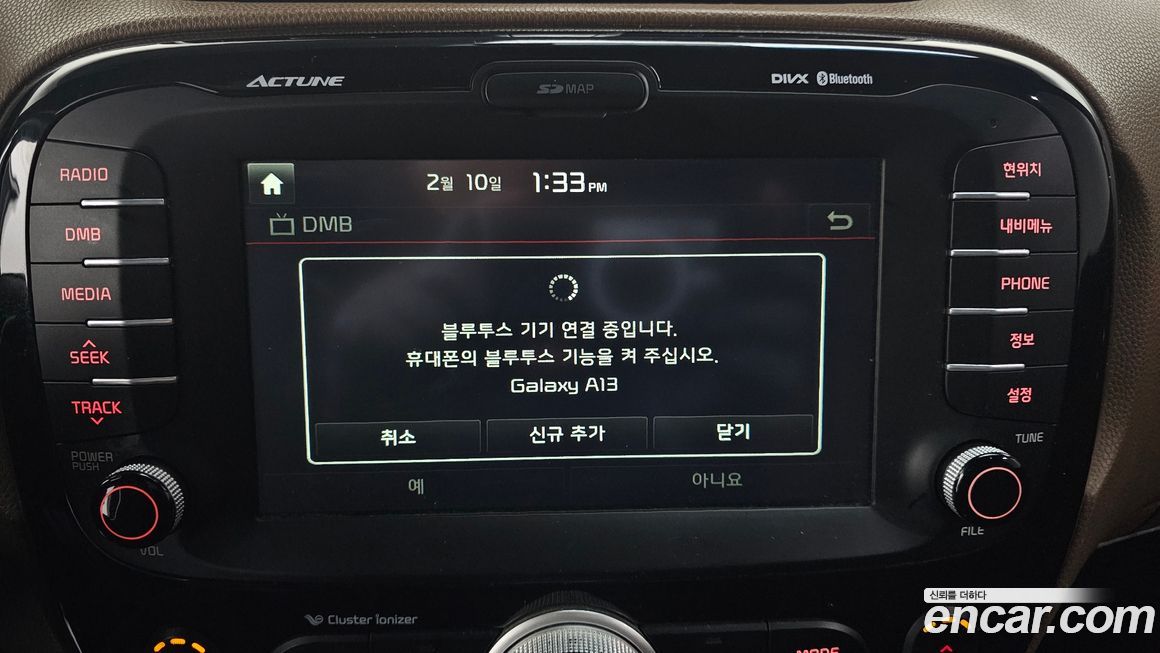 ACTUNE
SD MAP
DIVX Bluetooth
RADIO
DMB
MEDIA
SEEK
TRACK
POWER
PUSH
VOL
2월 10일 1:33 PM
DMB
블루투스 기기 연결 중입니다.
휴대폰의 블루투스 기능을 켜 주십시오.
Galaxy A13
취소 신규 추가 닫기
예 아니요
현위치
내비메뉴
PHONE
정보
설정
TUNE
FILE
Cluster ionizer
MODE
신뢰를 더하다
encar.com